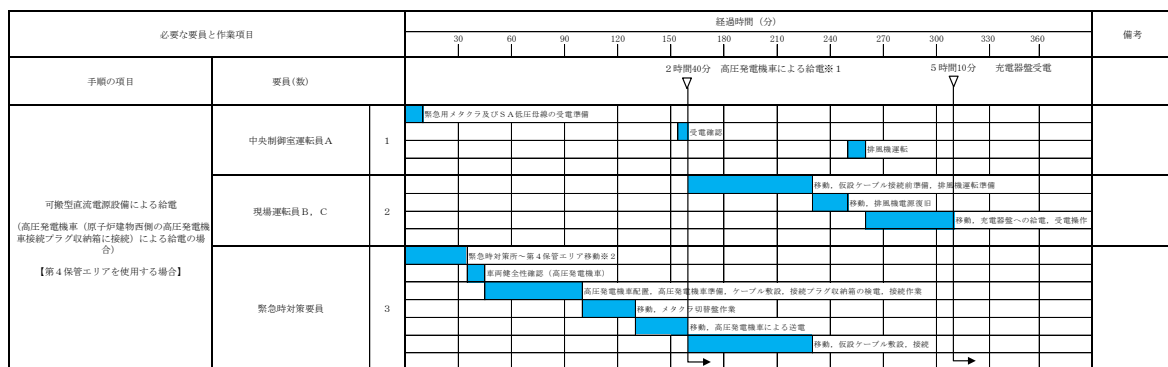 必要な要員と作業項目
経過時間（分）
備考
30 60 90 120 150 180 210 240 270 300 330 360
手順の項目
要員(数)
２時間40分 高圧発電機車による給電※１
５時間10分 充電器盤受電
可搬型直流電源設備による給電
(高圧発電機車（原子炉建物西側の高圧発電機
車接続プラグ収納箱に接続）による給電の場
合)
【第４保管エリアを使用する場合】
中央制御室運転員Ａ
1
緊急用メタクラ及びＳＡ低圧母線の受電準備
受電確認
排風機運転
現場運転員Ｂ，Ｃ
2
移動，仮設ケーブル接続前準備，排風機運転準備
移動，排風機電源復旧
移動，充電器盤への給電，受電操作
緊急時対策要員
3
緊急時対策所～第４保管エリア移動※２
車両健全性確認（高圧発電機車）
高圧発電機車配置，高圧発電機車準備，ケーブル敷設，接続プラグ収納箱の検電，接続作業
移動，メタクラ切替盤作業
移動，高圧発電機車による送電
移動，仮設ケーブル敷設，接続